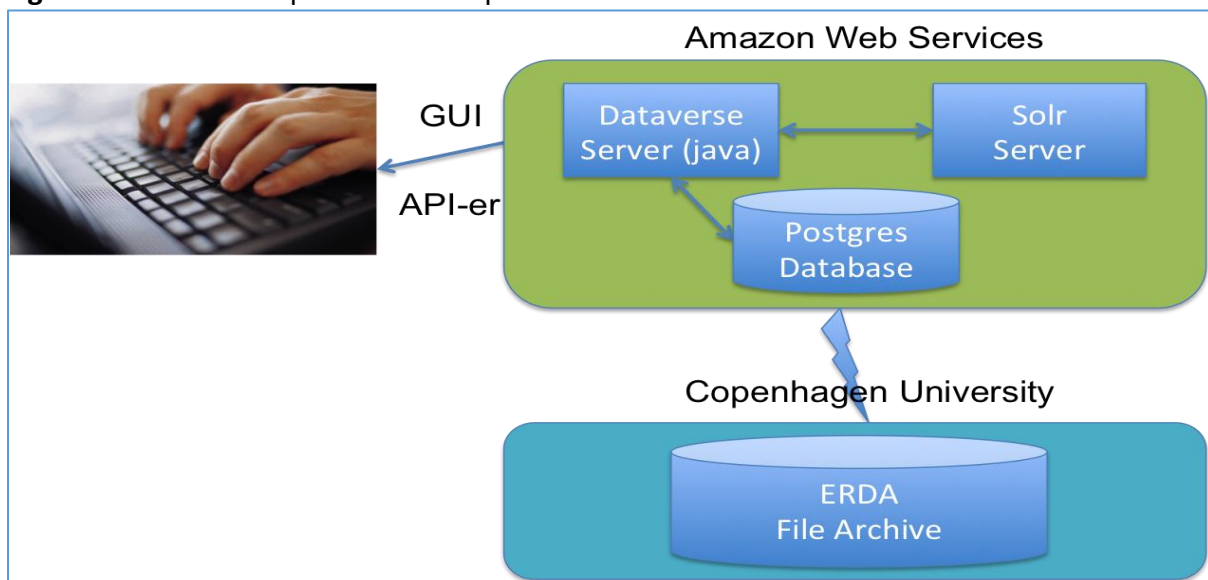 Amazon Web Services
GUI
API-er
Dataverse
Server (java)
Solr
Server
Postgres
Database
Copenhagen University
ERDA
File Archive